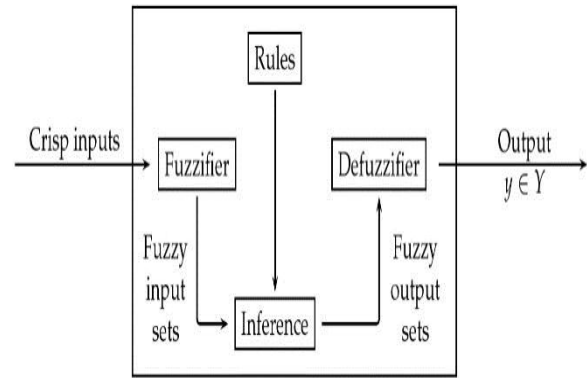 Rules
Crisp inputs
Fuzzifier
Defuzzifier
Output
y ∈ Y
Fuzzy
input
sets
Fuzzy
output
sets
Inference